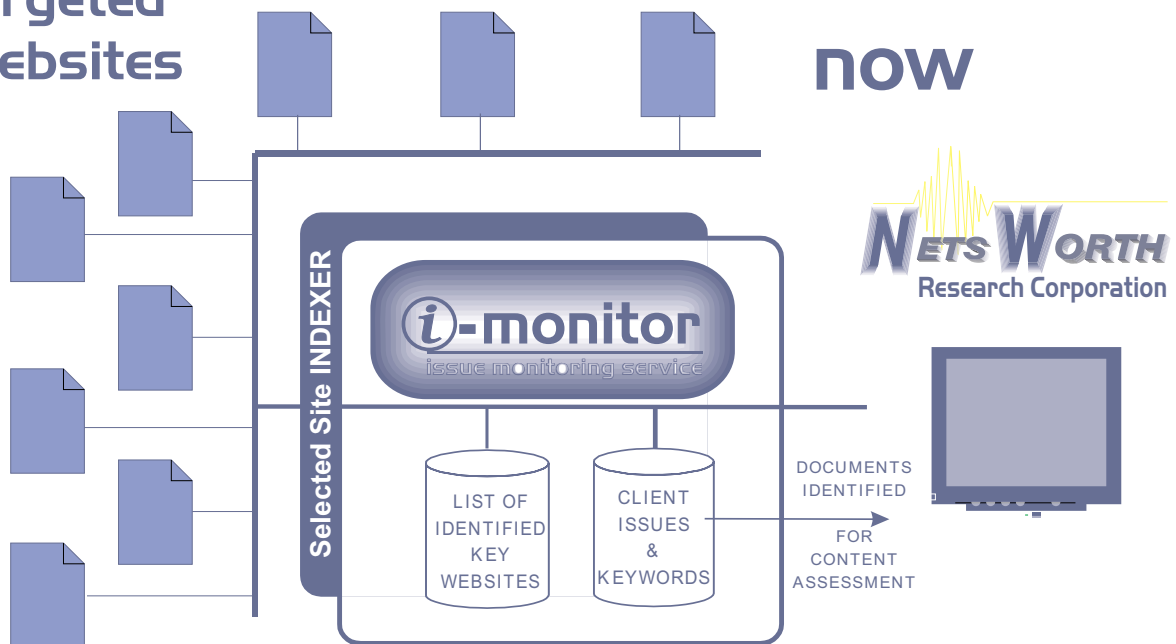 rgeted
ebsites
now
NETS WORTH
Research Corporation
Selected Site INDEXER
i-monitor
issue monitoring service
LIST OF
IDENTIFIED
KEY
WEBSITES
CLIENT
ISSUES
&
KEYWORDS
DOCUMENTS
IDENTIFIED
FOR
CONTENT
ASSESSMENT